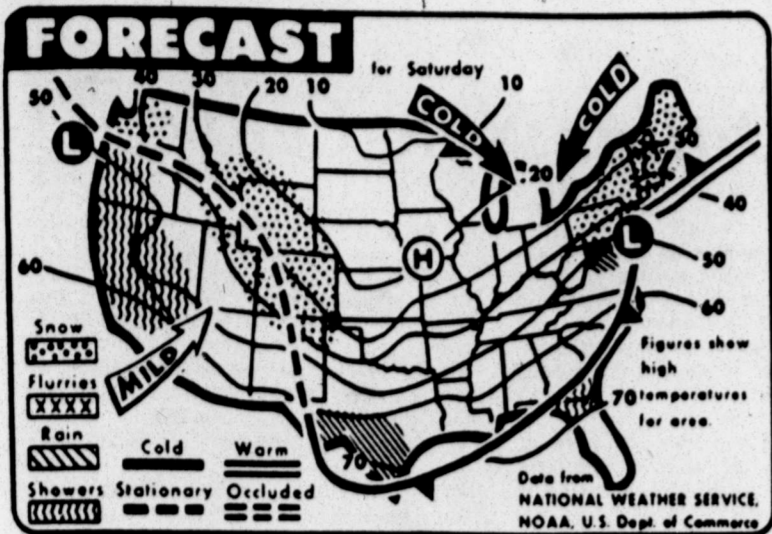 FORECAST
for Saturday
50
40
30
20
10
COLD
10
COLD
L
20
30
40
H
L
50
60
60
MILD
70
70
Snow
Flurries
XXXX
Rain
Showers
Cold
Warm
Stationary
Occluded
Figures show
high
temperatures
for area.
Data from
NATIONAL WEATHER SERVICE,
NOAA, U.S. Dept. of Commerce